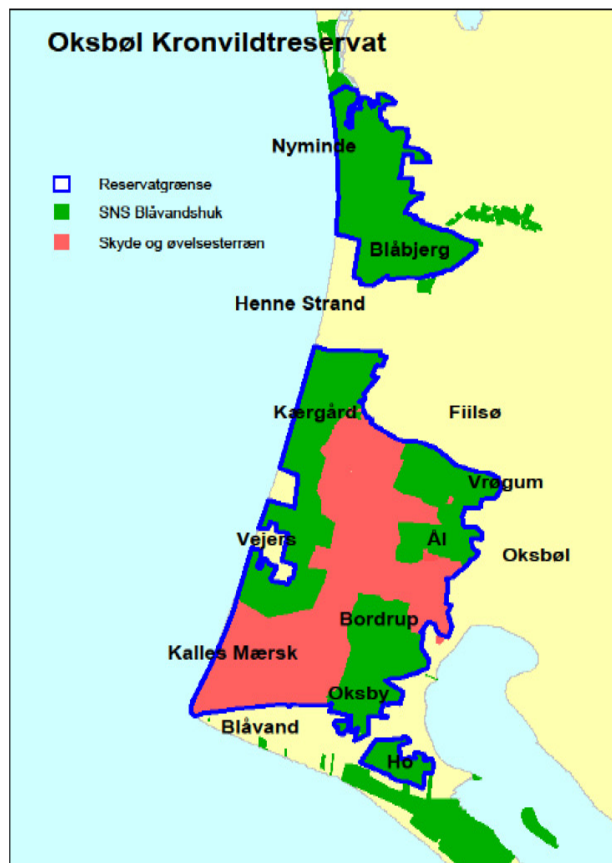 Oksbøl Kronvildtreservat
Nyminde
Reservatgrænse
SNS Blåvandshuk
Skyde og øvelsesterræn
Blåbjerg
Henne Strand
Kærgård
Fiilsø
Vrøgum
Vejers
Ål
Oksbøl
Bordrup
Kalles Mærsk
Oksby
Blåvand
Ho